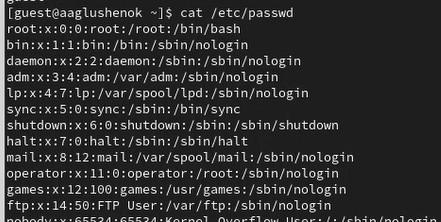 [guest@aaglushenok ~]$ cat /etc/passwd
root:x:0:0:root:/root:/bin/bash
bin:x:1:1:bin:/bin:/sbin/nologin
daemon:x:2:2:daemon:/sbin:/sbin/nologin
adm:x:3:4:adm:/var/adm:/sbin/nologin
lp:x:4:7:lp:/var/spool/lpd:/sbin/nologin
sync:x:5:0:sync:/sbin:/bin/sync
shutdown:x:6:0:shutdown:/sbin:/sbin/shutdown
halt:x:7:0:halt:/sbin:/sbin/halt
mail:x:8:12:mail:/var/spool/mail:/sbin/nologin
operator:x:11:0:operator:/root:/sbin/nologin
games:x:12:100:games:/usr/games:/sbin/nologin
ftp:x:14:50:FTP User:/var/ftp:/sbin/nologin
nobody:x:65534:65534:Kernel Overflow User:/:/sbin/nologin